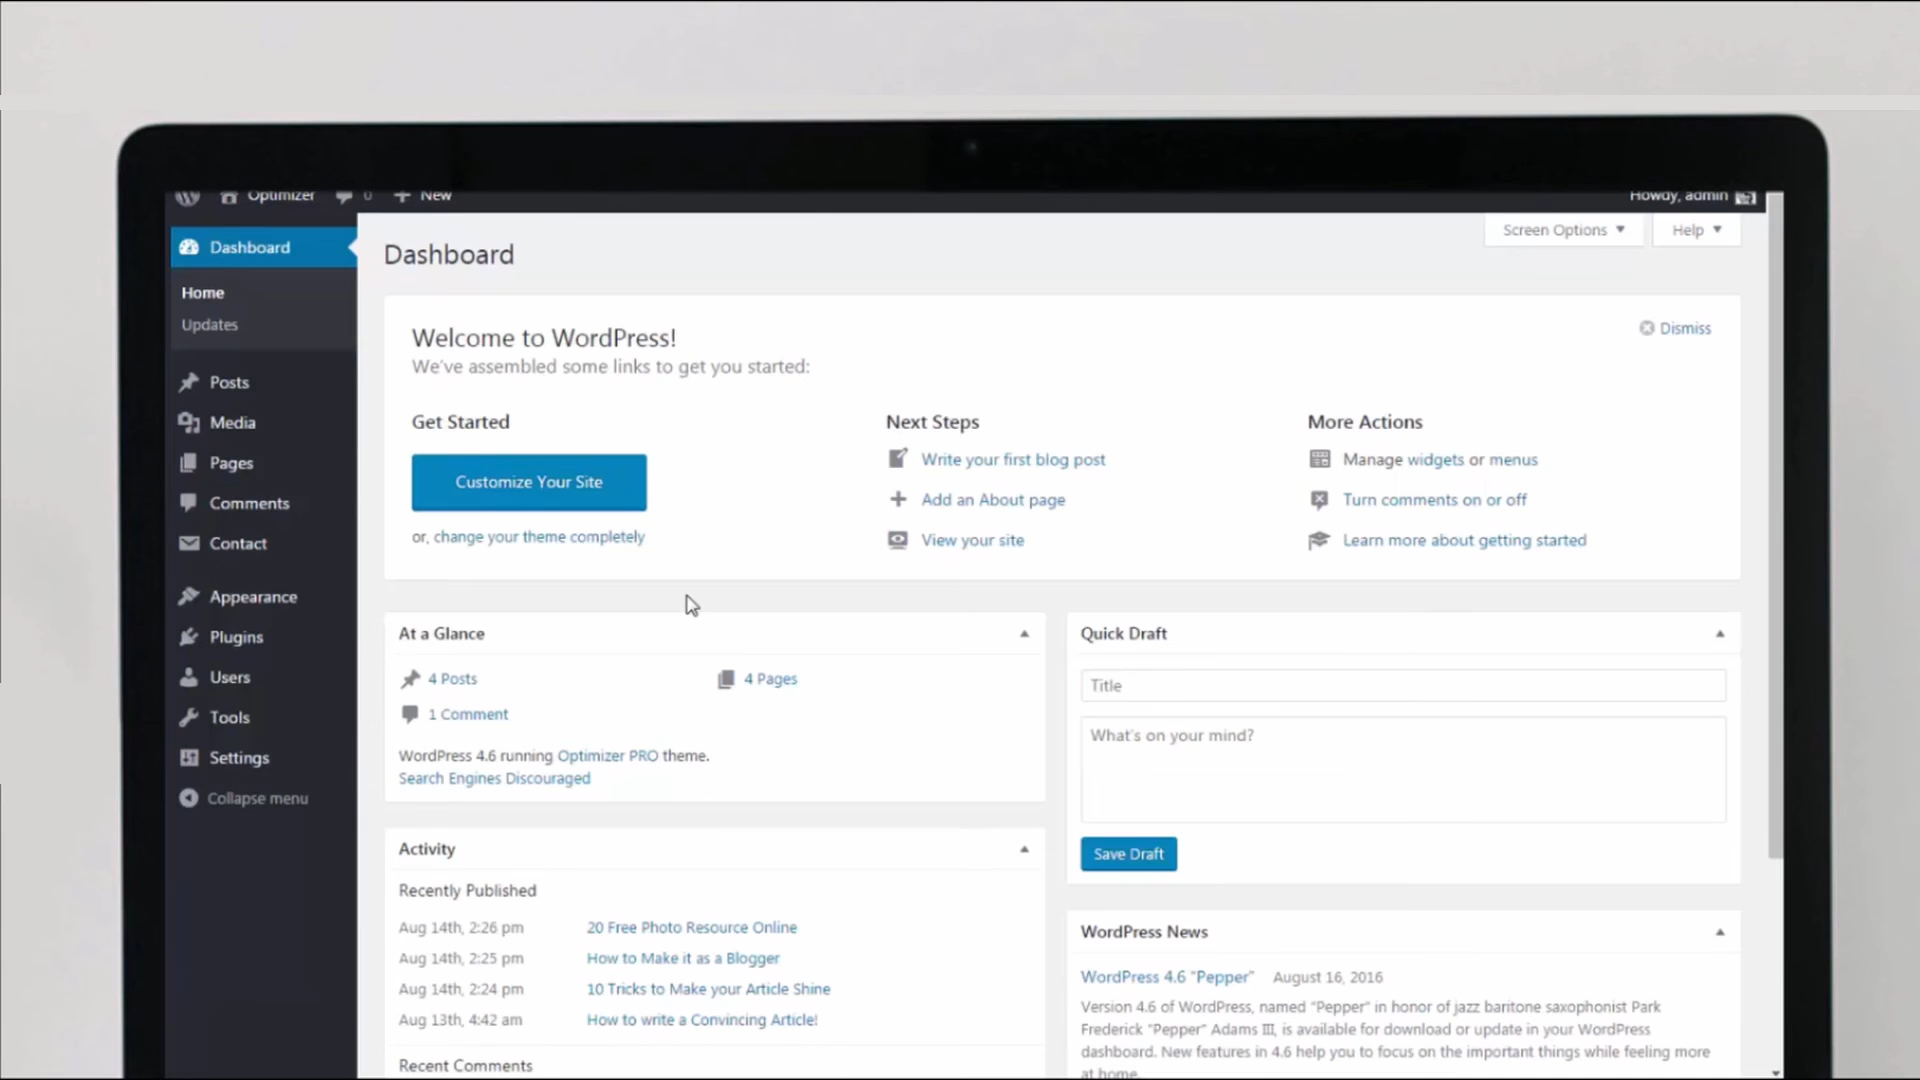 Optimizer 0 New Howdy, admin
Screen Options Help
Dashboard
Home
Updates
Posts
Media
Pages
Comments
Contact
Appearance
Plugins
Users
Tools
Settings
Collapse menu
Dashboard
Welcome to WordPress!
We've assembled some links to get you started:
Dismiss
Get Started
Customize Your Site
or, change your theme completely
Next Steps
Write your first blog post
Add an About page
View your site
More Actions
Manage widgets or menus
Turn comments on or off
Learn more about getting started
At a Glance
4 Posts 4 Pages
1 Comment
WordPress 4.6 running Optimizer PRO theme.
Search Engines Discouraged
Activity
Recently Published
Aug 14th, 2:26 pm 20 Free Photo Resource Online
Aug 14th, 2:25 pm How to Make it as a Blogger
Aug 14th, 2:24 pm 10 Tricks to Make your Article Shine
Aug 13th, 4:42 am How to write a Convincing Article!
Recent Comments
Quick Draft
Title
What's on your mind?
Save Draft
WordPress News
WordPress 4.6 “Pepper” August 16, 2016
Version 4.6 of WordPress, named “Pepper” in honor of jazz baritone saxophonist Park
Frederick “Pepper” Adams III, is available for download or update in your WordPress
dashboard. New features in 4.6 help you to focus on the important things while feeling more
at home.